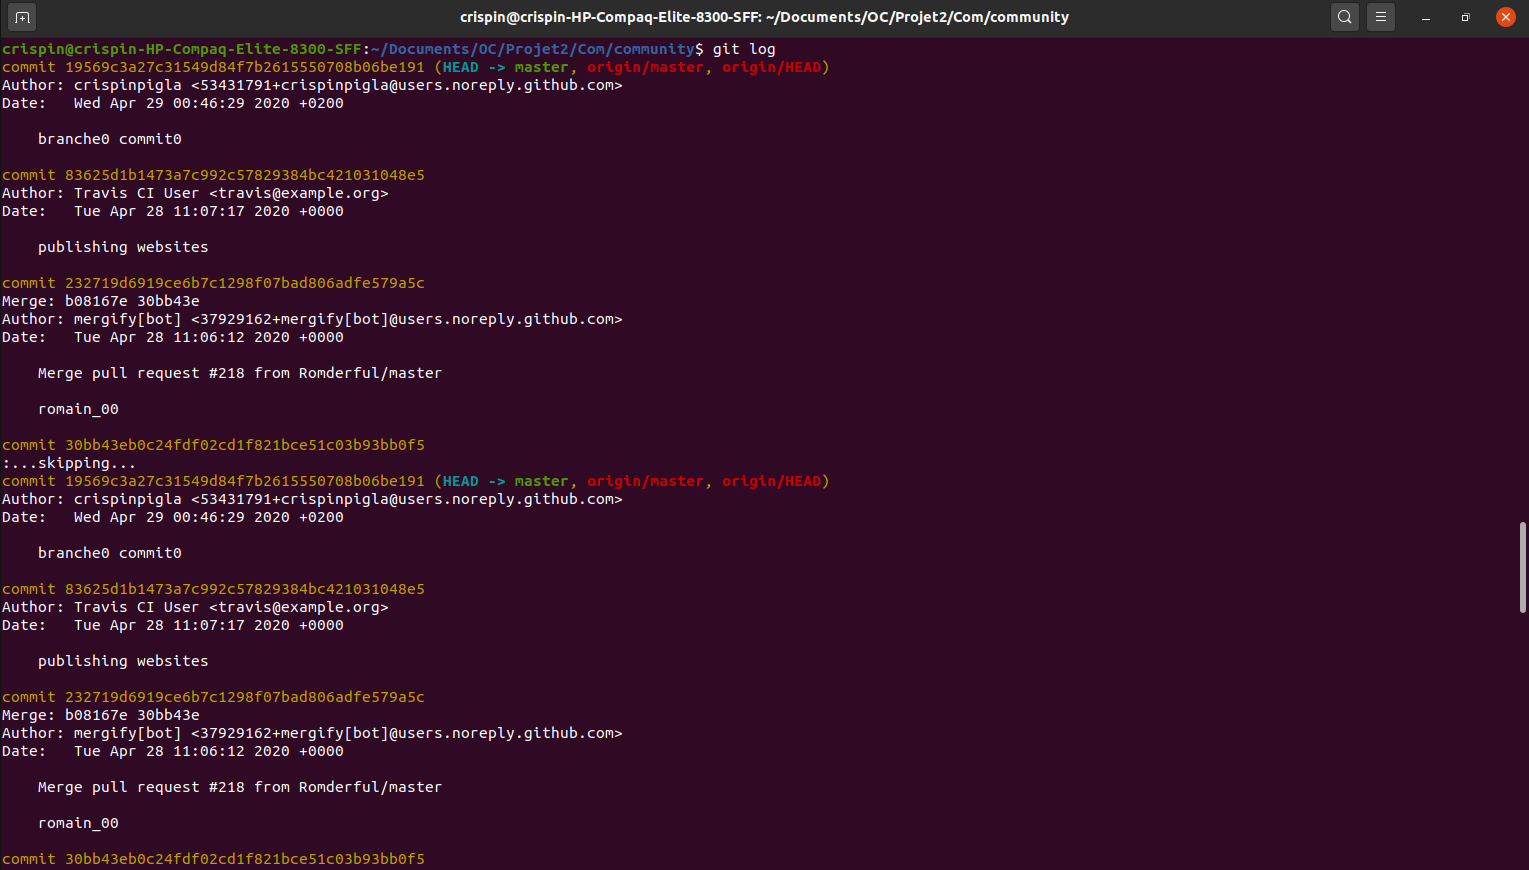 crispin@crispin-HP-Compaq-Elite-8300-SFF: ~/Documents/OC/Projet2/Com/community
crispin@crispin-HP-Compaq-Elite-8300-SFF:~/Documents/OC/Projet2/Com/community$ git log
commit 19569c3a27c31549d84f7b2615550708b06be191 (HEAD -> master, origin/master, origin/HEAD)
Author: crispinpigla <53431791+crispinpigla@users.noreply.github.com>
Date:   Wed Apr 29 00:46:29 2020 +0200
    branche0 commit0
commit 83625d1b1473a7c992c57829384bc421031048e5
Author: Travis CI User <travis@example.org>
Date:   Tue Apr 28 11:07:17 2020 +0000
    publishing websites
commit 232719d6919ce6b7c1298f07bad806adfe579a5c
Merge: b08167e 30bb43e
Author: mergify[bot] <37929162+mergify[bot]@users.noreply.github.com>
Date:   Tue Apr 28 11:06:12 2020 +0000
    Merge pull request #218 from Romderful/master
    romain_00
commit 30bb43eb0c24fdf02cd1f821bce51c03b93bb0f5
:...skipping...
commit 19569c3a27c31549d84f7b2615550708b06be191 (HEAD -> master, origin/master, origin/HEAD)
Author: crispinpigla <53431791+crispinpigla@users.noreply.github.com>
Date:   Wed Apr 29 00:46:29 2020 +0200
    branche0 commit0
commit 83625d1b1473a7c992c57829384bc421031048e5
Author: Travis CI User <travis@example.org>
Date:   Tue Apr 28 11:07:17 2020 +0000
    publishing websites
commit 232719d6919ce6b7c1298f07bad806adfe579a5c
Merge: b08167e 30bb43e
Author: mergify[bot] <37929162+mergify[bot]@users.noreply.github.com>
Date:   Tue Apr 28 11:06:12 2020 +0000
    Merge pull request #218 from Romderful/master
    romain_00
commit 30bb43eb0c24fdf02cd1f821bce51c03b93bb0f5